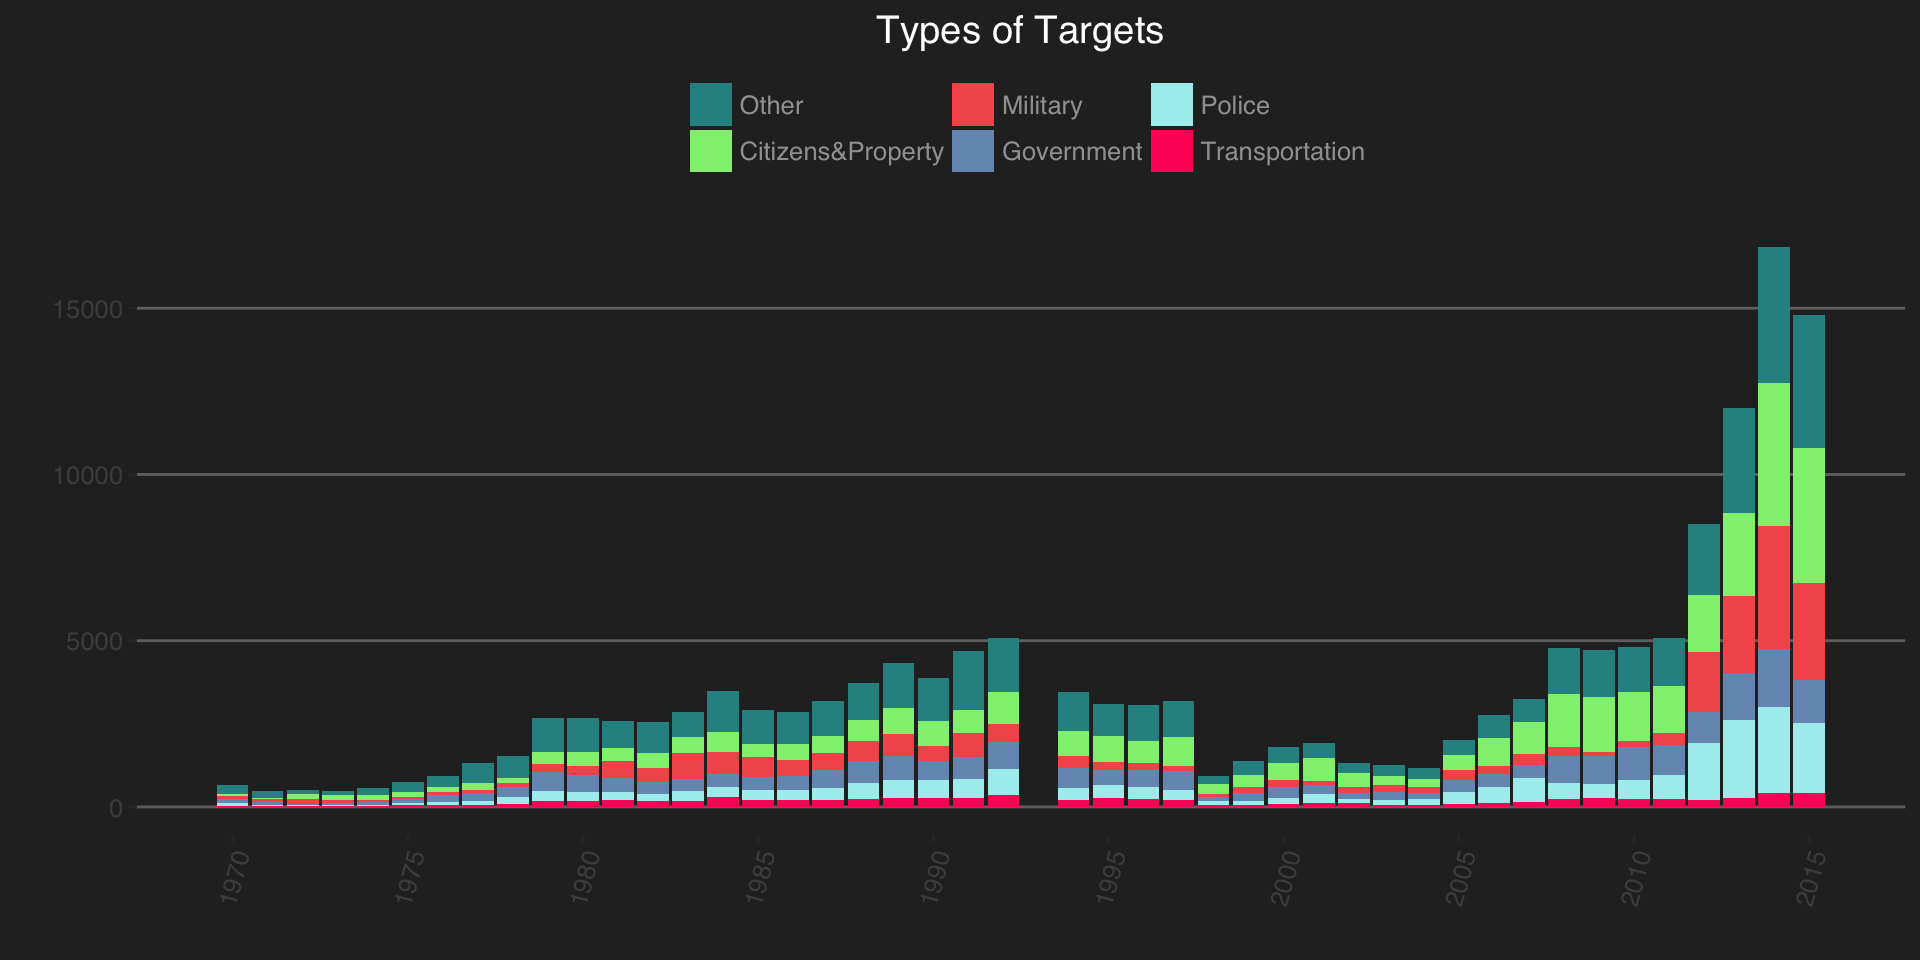 Types of Targets
Other Military Police
Citizens&Property Government Transportation
15000
10000
5000
0
1970 1975 1980 1985 1990 1995 2000 2005 2010 2015